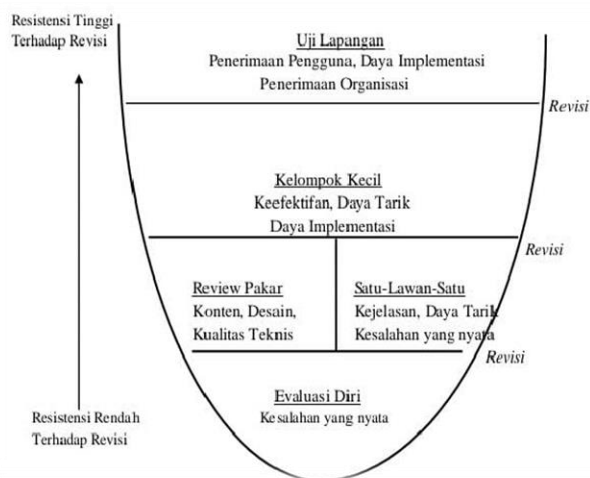 Resistensi Tinggi
Terhadap Revisi
Uji Lapangan
Penerimaan Pengguna, Daya Implementasi
Penerimaan Organisasi
Revisi
Kelompok Kecil
Keefektifan, Daya Tarik
Daya Implementasi
Revisi
Review Pakar
Konten, Desain,
Kualitas Teknis
Satu-Lawan-Satu
Kejelasan, Daya Tarik
Kesalahan yang nyata
Revisi
Evaluasi Diri
Kesalahan yang nyata
Resistensi Rendah
Terhadap Revisi